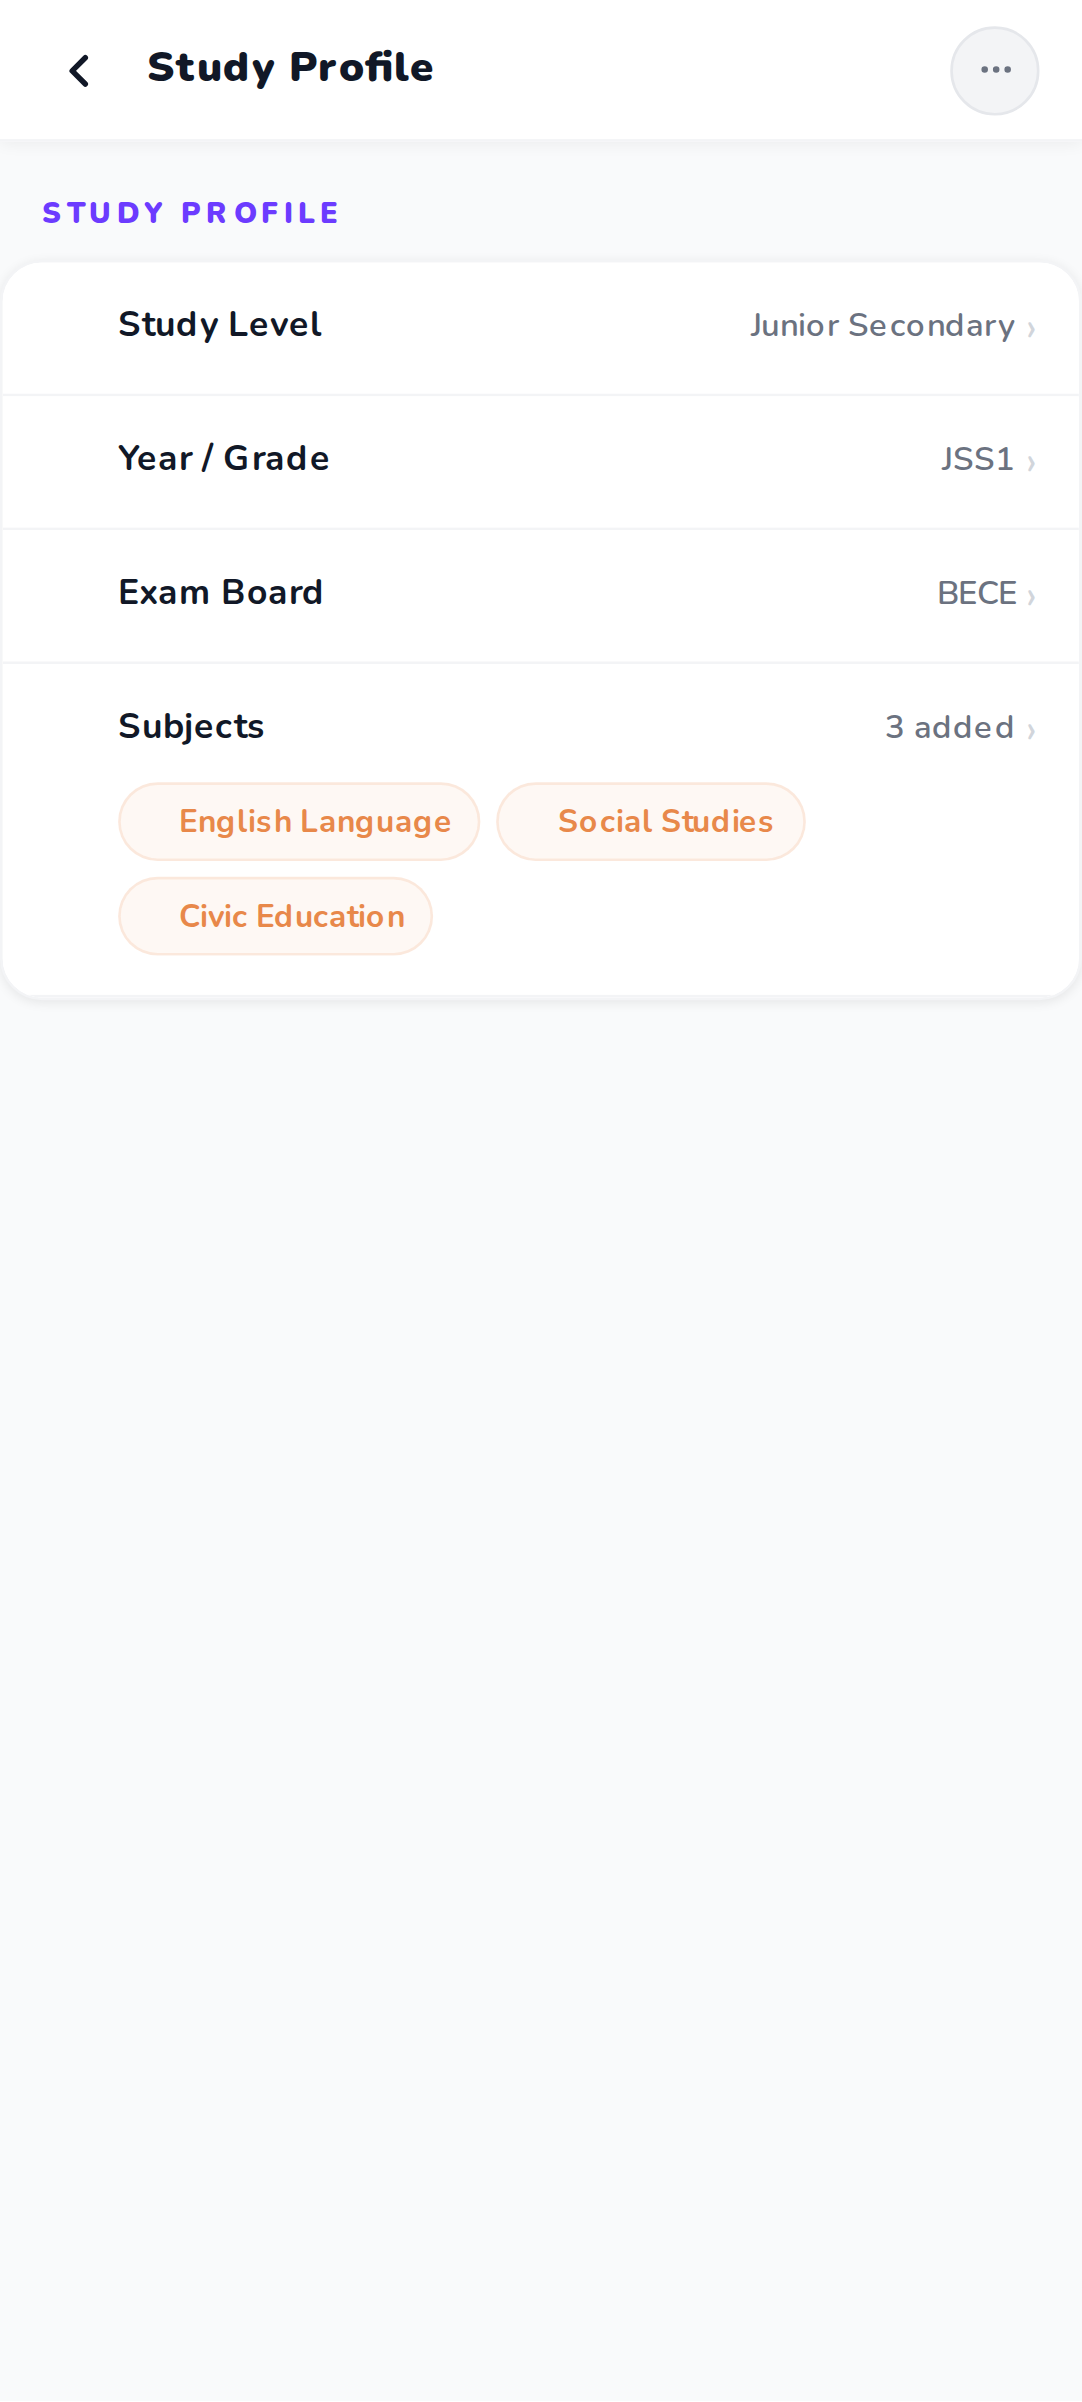 Study Profile
STUDY PROFILE
Study Level
Junior Secondary ›
Year / Grade
JSS1 ›
Exam Board
BECE ›
Subjects
3 added ›
English Language
Social Studies
Civic Education